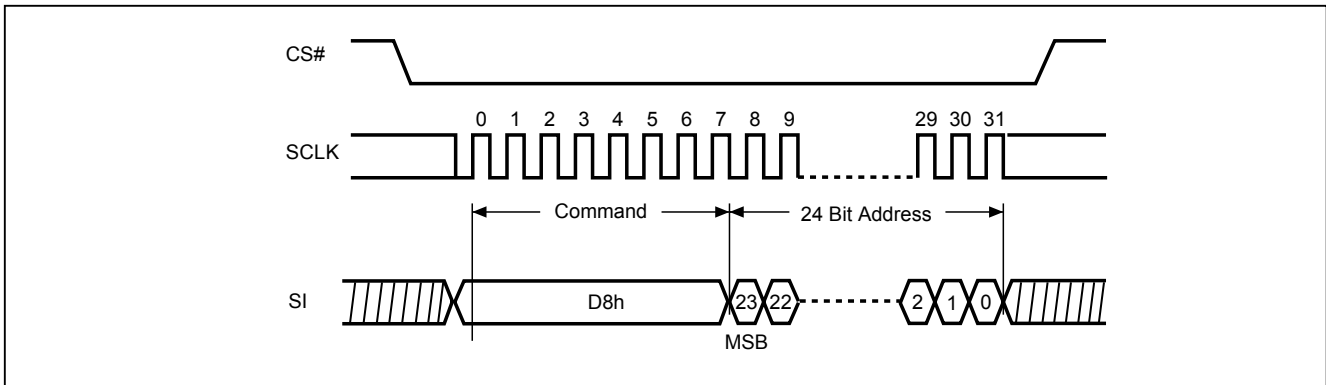 CS#
0 1 2 3 4 5 6 7 8 9 29 30 31
SCLK
Command 24 Bit Address
SI D8h 23 22 2 1 0
MSB